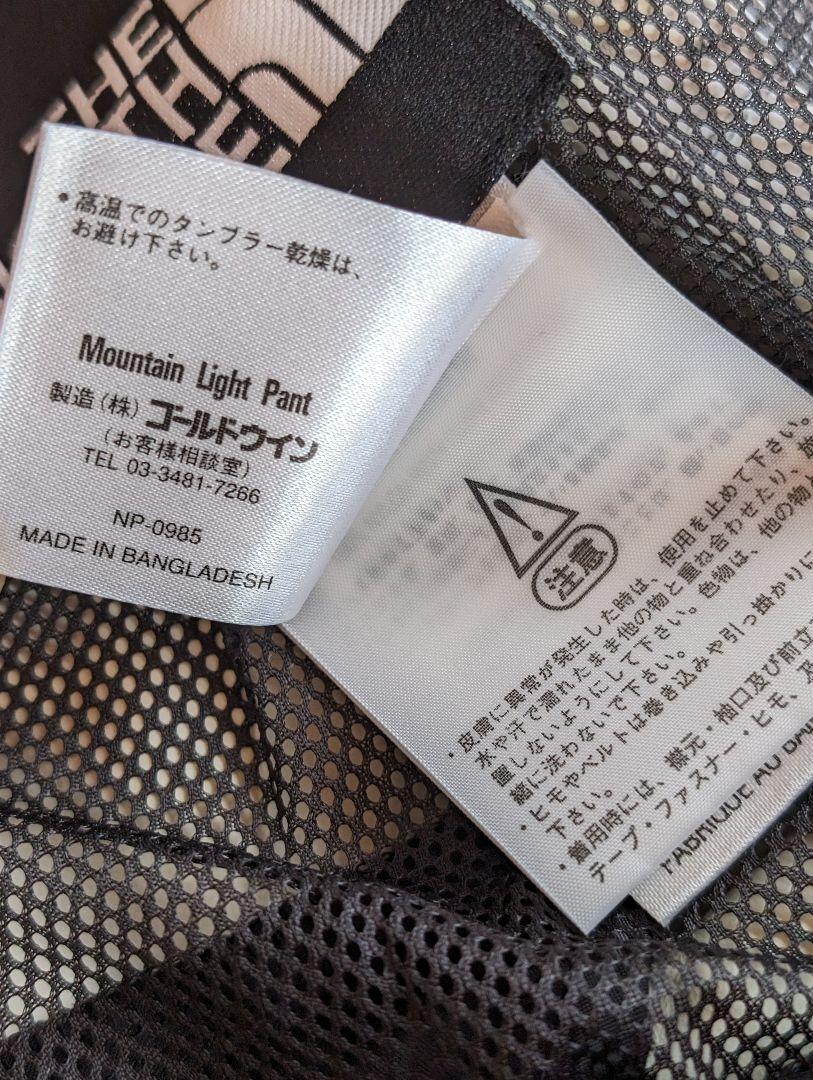 THE
・高温でのタンブラー乾燥は、
お避け下さい。
Mountain Light Pant
製造(株)ゴールドウイン
(お客様相談室)
TEL 03-3481-7266
NP-0985
MADE IN BANGLADESH
注意
・皮膚に異常が発生した時は、使用を止めて下さい。
水や汗で濡れたまま他の物と重ね合わせたり、放
置しないようにして下さい。色物は、他の物と
緒に洗わないで下さい。
・ヒモやベルトは巻き込みや引っ掛かりに
下さい。
・着用時には、襟元・袖口及び前立
テープ・ファスナー・ヒモ、及
FABRIQUÉ AU BAN